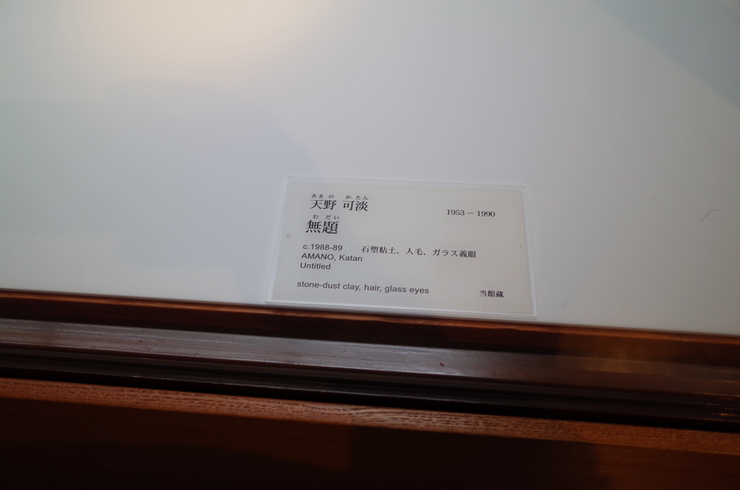 あまの かたん
天野 可淡 1953 − 1990
むだい
無題
c.1988-89 石塑粘土、人毛、ガラス義眼
AMANO, Katan
Untitled
stone-dust clay, hair, glass eyes 当館蔵